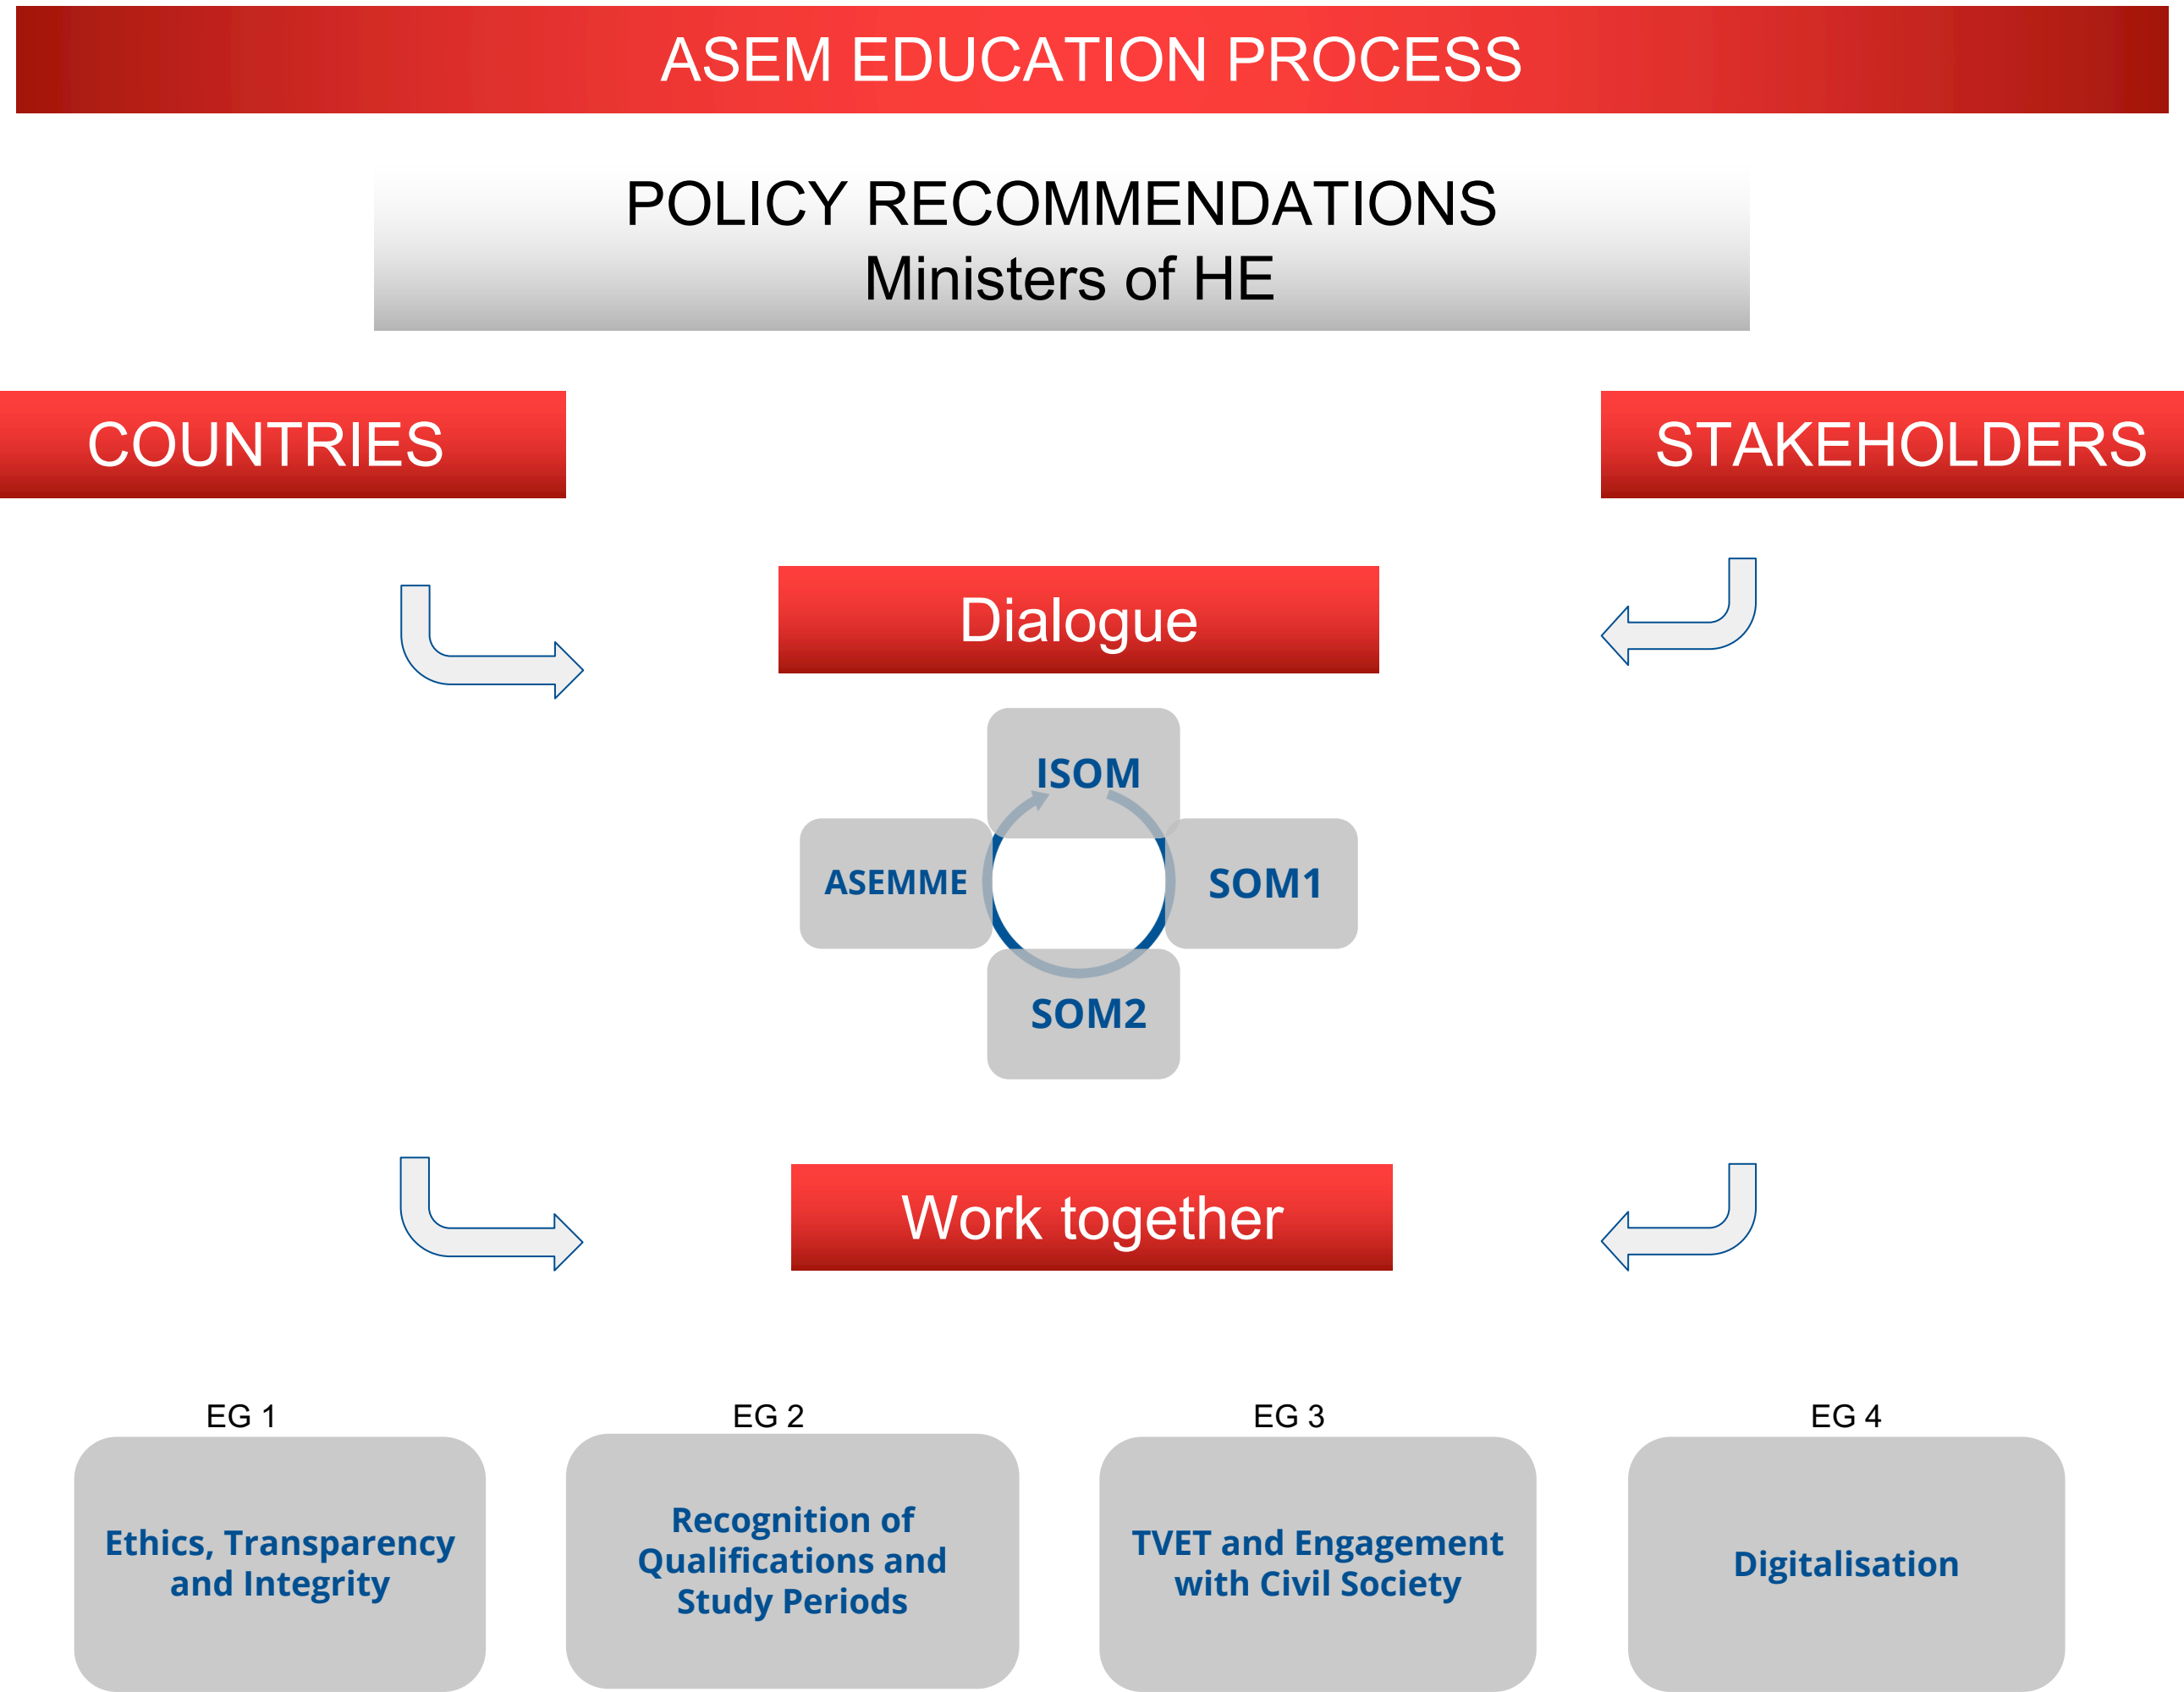 ASEM EDUCATION PROCESS
POLICY RECOMMENDATIONS
Ministers of HE
COUNTRIES
STAKEHOLDERS
Dialogue
ISOM
ASEMME
SOM1
SOM2
Work together
EG 1
EG 2
EG 3
EG 4
Ethics, Transparency
and Integrity
Recognition of
Qualifications and
Study Periods
TVET and Engagement
with Civil Society
Digitalisation